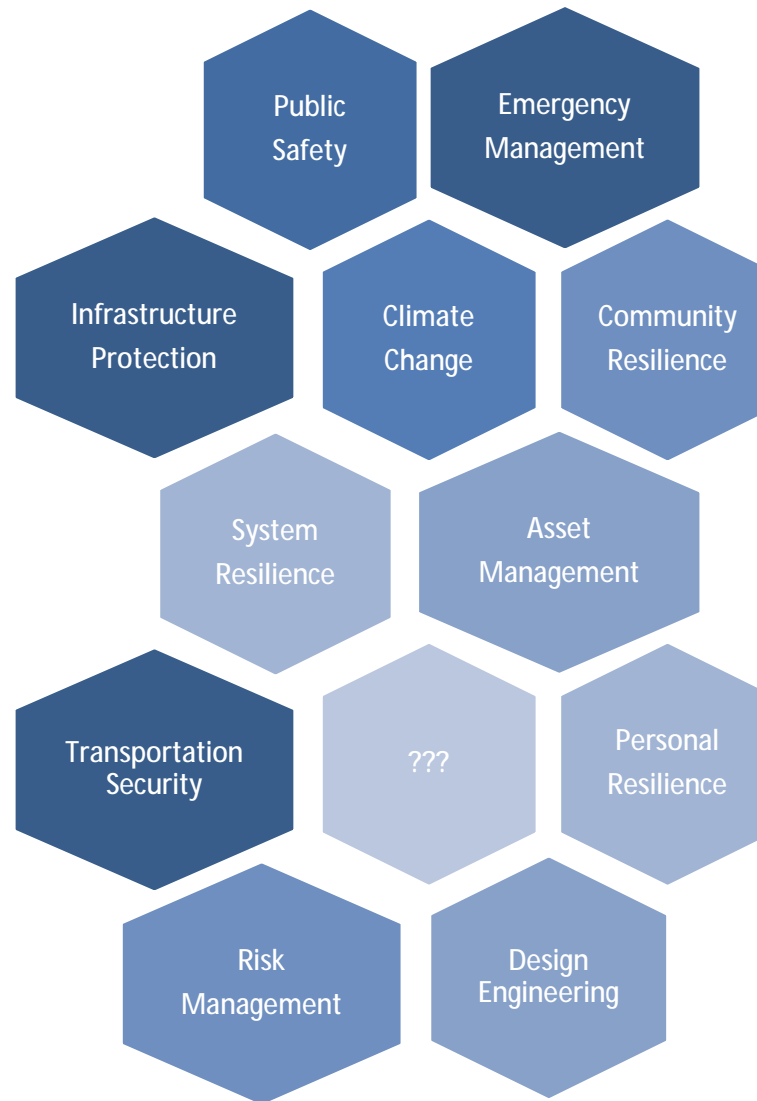 Public
Safety
Emergency
Management
Infrastructure
Protection
Climate
Change
Community
Resilience
System
Resilience
Asset
Management
Transportation
Security
???
Personal
Resilience
Risk
Management
Design
Engineering